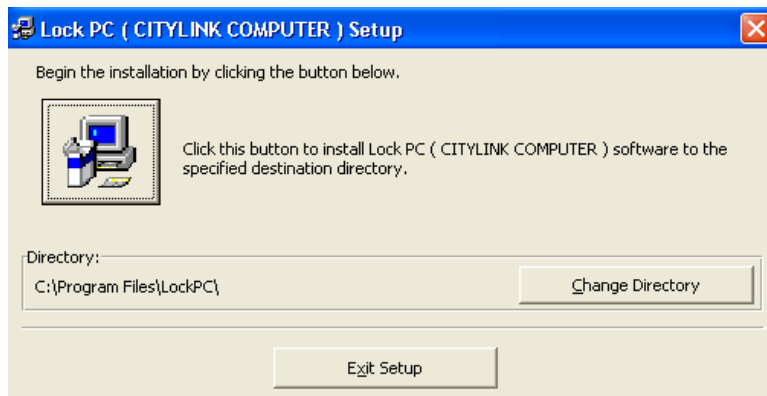 Lock PC ( CITYLINK COMPUTER ) Setup
Begin the installation by clicking the button below.
Click this button to install Lock PC ( CITYLINK COMPUTER ) software to the
specified destination directory.
Directory:
C:\Program Files\LockPC\
Change Directory
Exit Setup